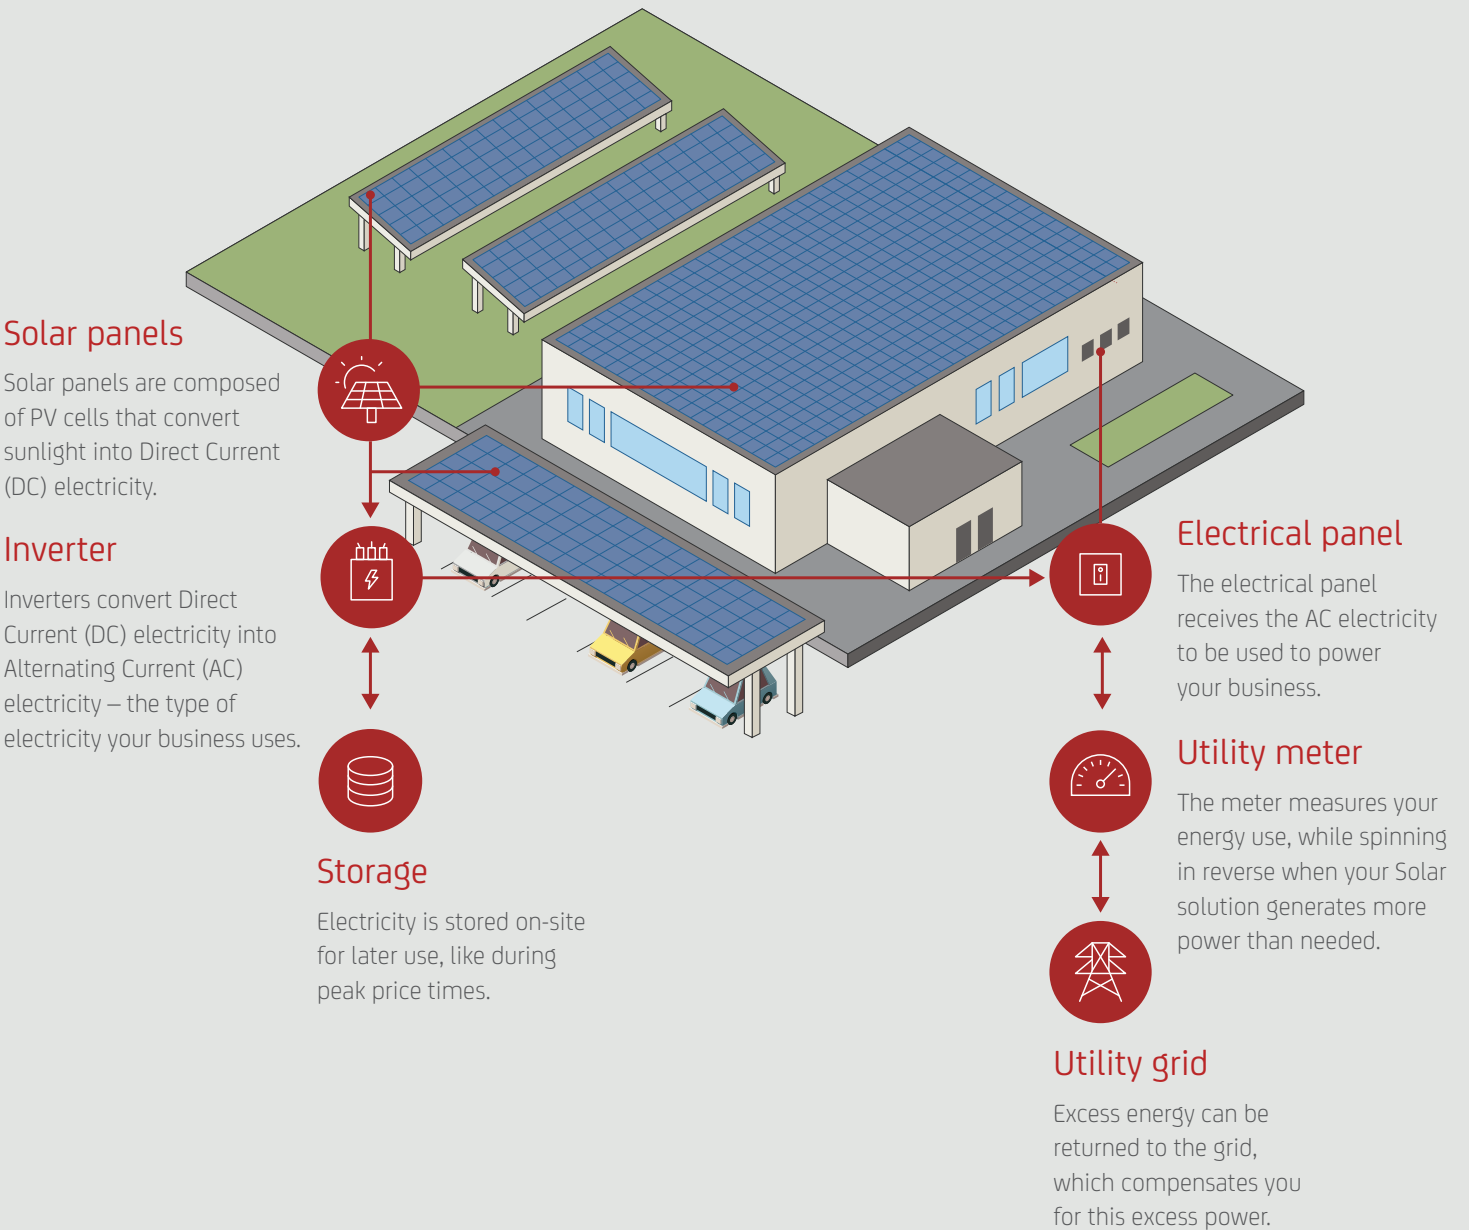 Solar panels
Solar panels are composed
of PV cells that convert
sunlight into Direct Current
(DC) electricity.
Inverter
Inverters convert Direct
Current (DC) electricity into
Alternating Current (AC)
electricity – the type of
electricity your business uses.
Storage
Electricity is stored on-site
for later use, like during
peak price times.
Electrical panel
The electrical panel
receives the AC electricity
to be used to power
your business.
Utility meter
The meter measures your
energy use, while spinning
in reverse when your Solar
solution generates more
power than needed.
Utility grid
Excess energy can be
returned to the grid,
which compensates you
for this excess power.